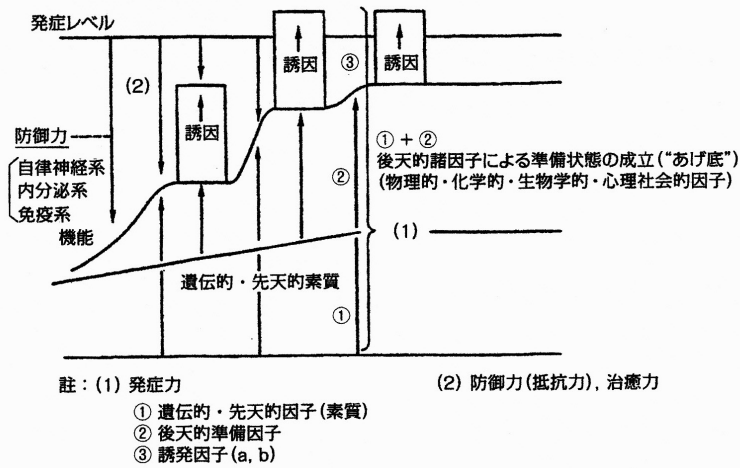 発症レベル
誘因
誘因
③
(2)
誘因
防御力
自律神経系
内分泌系
免疫系
機能
① + ②
後天的諸因子による準備状態の成立(“あげ底”)
(物理的・化学的・生物学的・心理社会的因子)
②
(1)
遺伝的・先天的素質
①
註：(1) 発症力
(2) 防御力(抵抗力), 治癒力
① 遺伝的・先天的因子(素質)
② 後天的準備因子
③ 誘発因子(a, b)